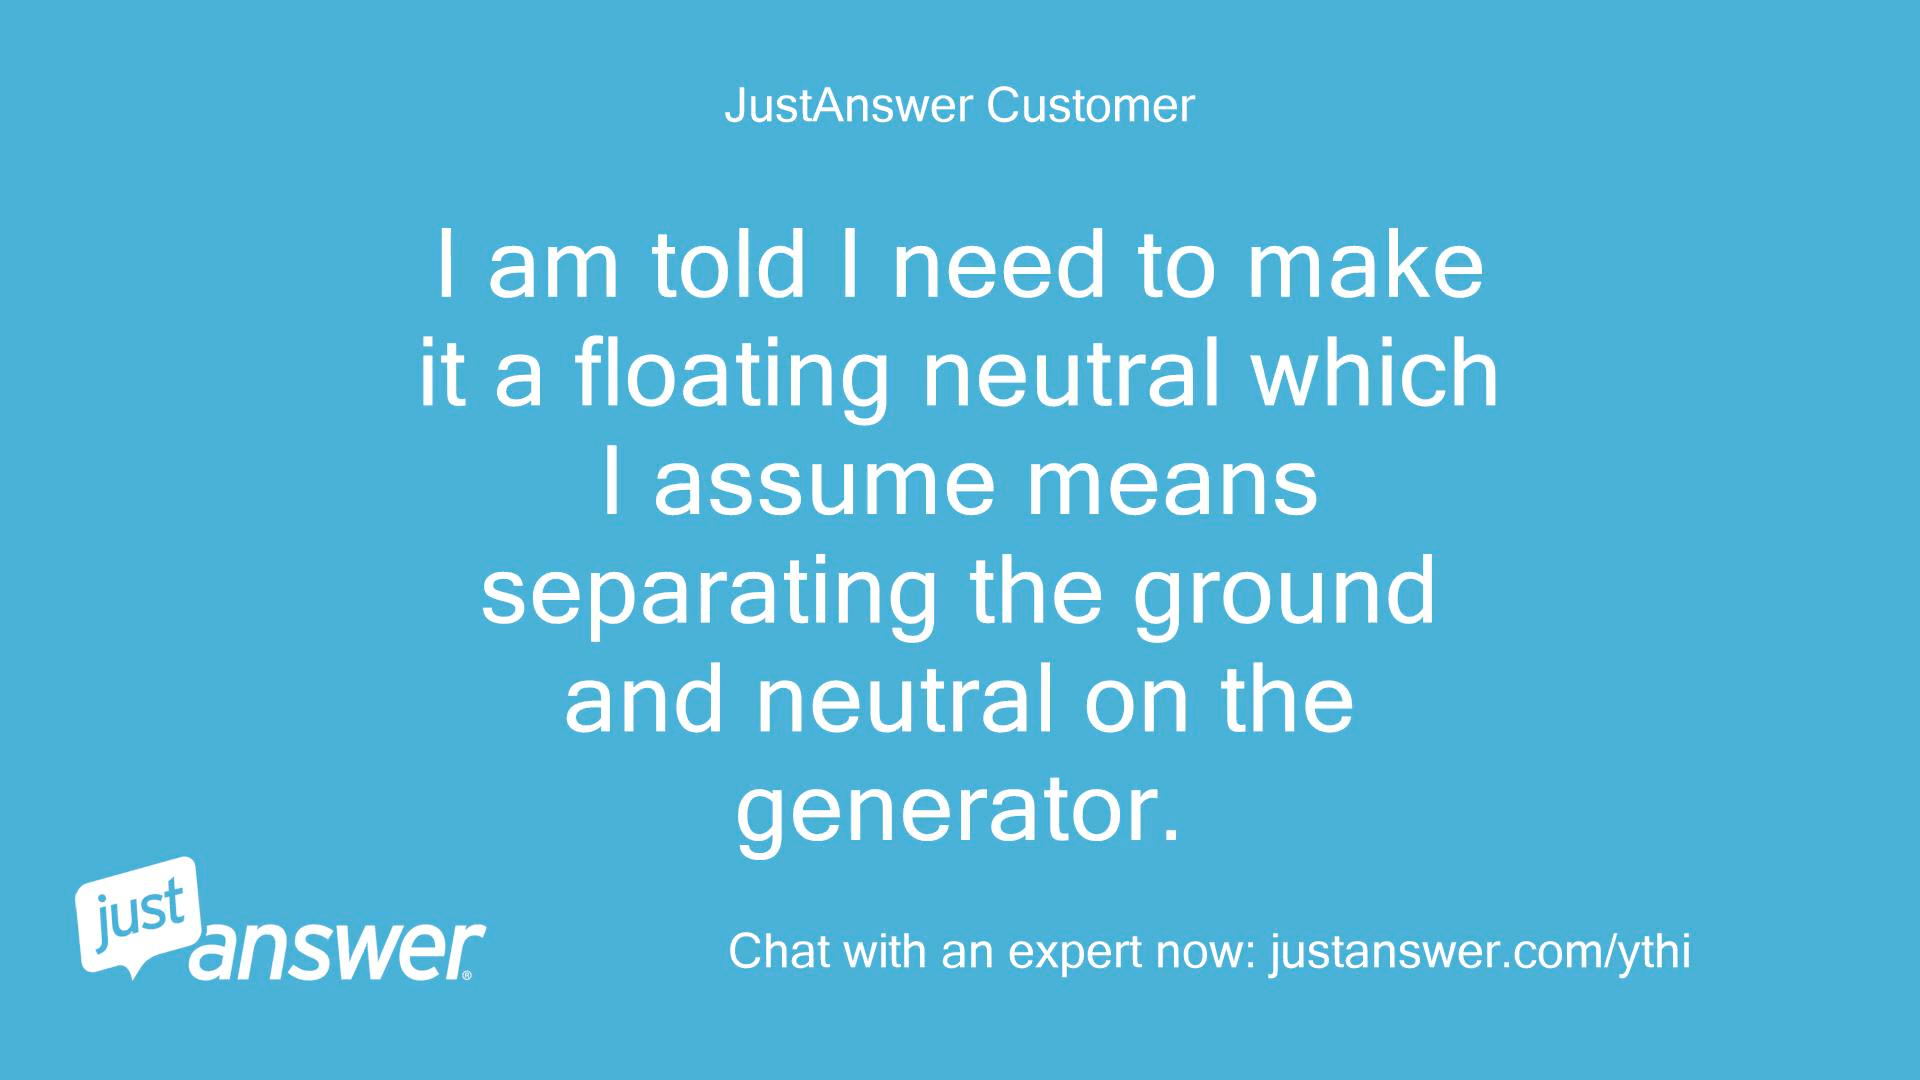 JustAnswer Customer
I am told I need to make
it a floating neutral which
I assume means
separating the ground
and neutral on the
generator.
just
answer®
Chat with an expert now: justanswer.com/ythi